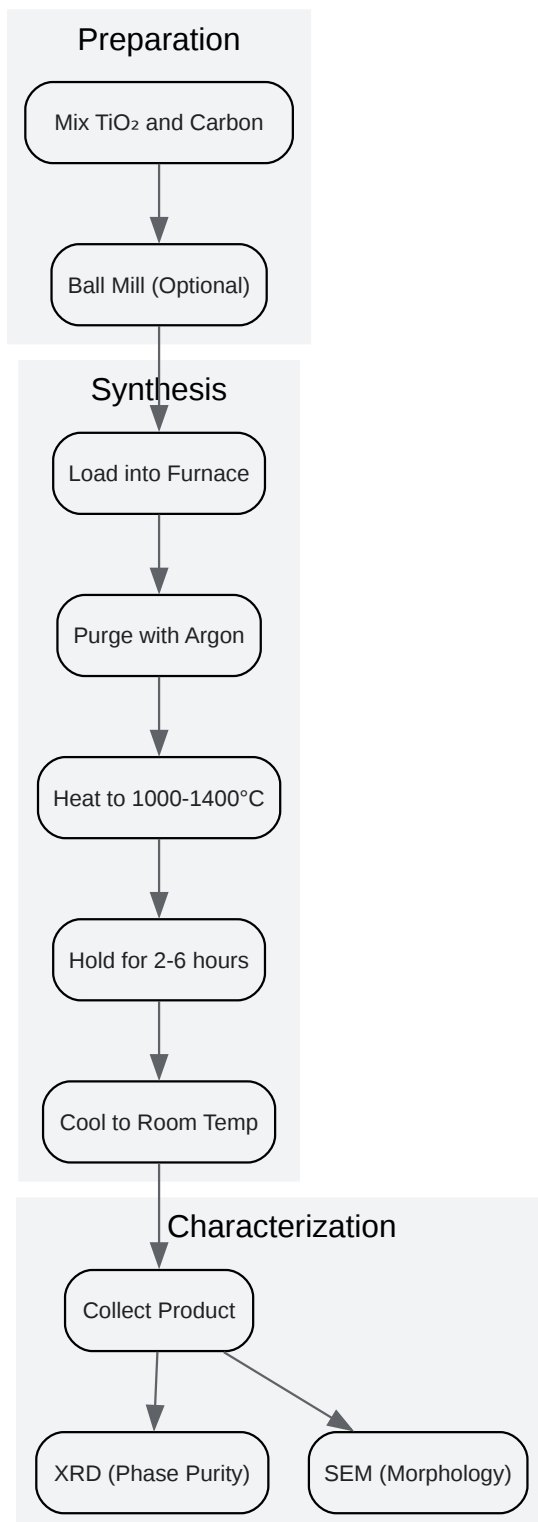 Preparation
Mix TiO₂ and Carbon
Ball Mill (Optional)
Synthesis
Load into Furnace
Purge with Argon
Heat to 1000-1400°C
Hold for 2-6 hours
Cool to Room Temp
Characterization
Collect Product
XRD (Phase Purity)
SEM (Morphology)